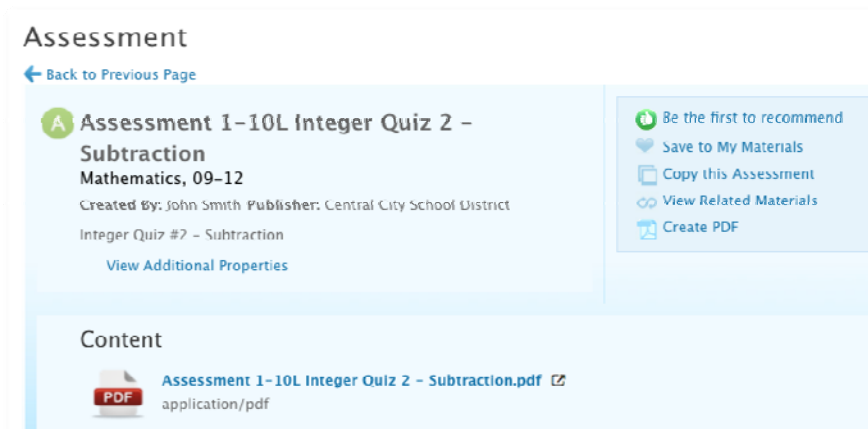 Assessment
Back to Previous Page
A Assessment 1-10L Integer Quiz 2 -
Subtraction
Mathematics, 09-12
Created By: John Smith Publisher: Central City School District
Integer Quiz #2 - Subtraction
View Additional Properties
Be the first to recommend
Save to My Materials
Copy this Assessment
View Related Materials
Create PDF
Content
PDF
Assessment 1-10L Integer Quiz 2 - Subtraction.pdf
application/pdf